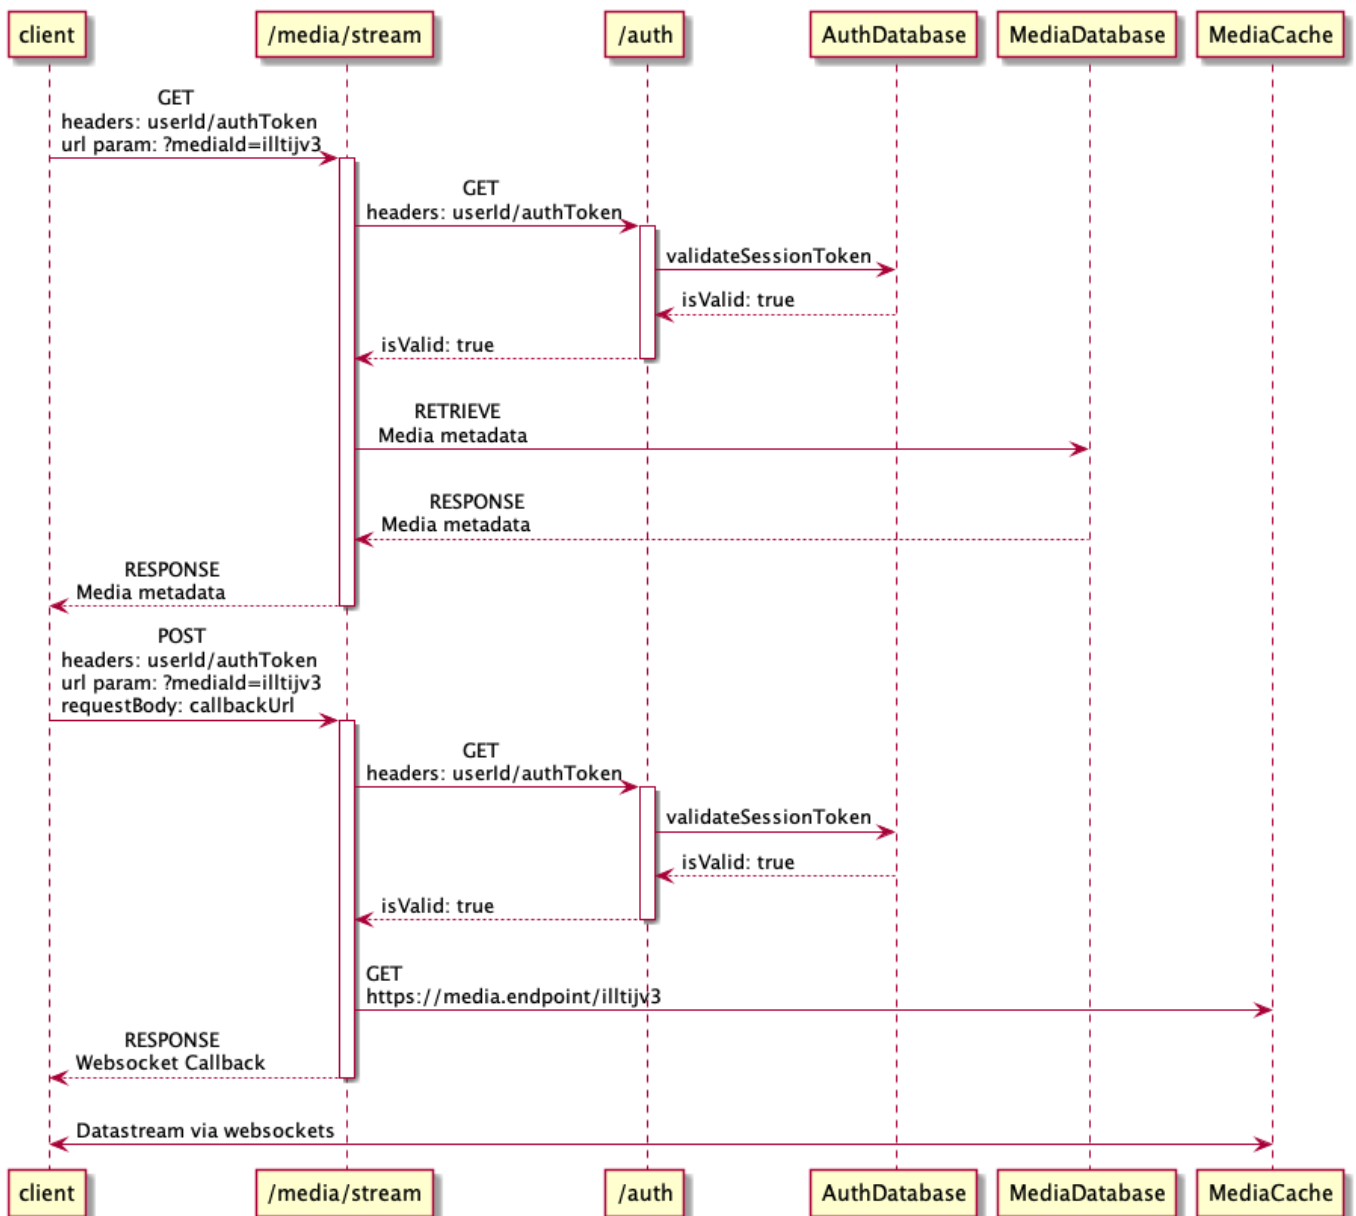 client
/media/stream
/auth
AuthDatabase
MediaDatabase
MediaCache
GET
headers: userId/authToken
url param: ?mediaId=illtijv3
GET
headers: userId/authToken
validateSessionToken
isValid: true
isValid: true
RETRIEVE
Media metadata
RESPONSE
Media metadata
RESPONSE
Media metadata
POST
headers: userId/authToken
url param: ?mediaId=illtijv3
requestBody: callbackUrl
GET
headers: userId/authToken
validateSessionToken
isValid: true
isValid: true
GET
https://media.endpoint/illtijv3
RESPONSE
Websocket Callback
Datastream via websockets
client
/media/stream
/auth
AuthDatabase
MediaDatabase
MediaCache